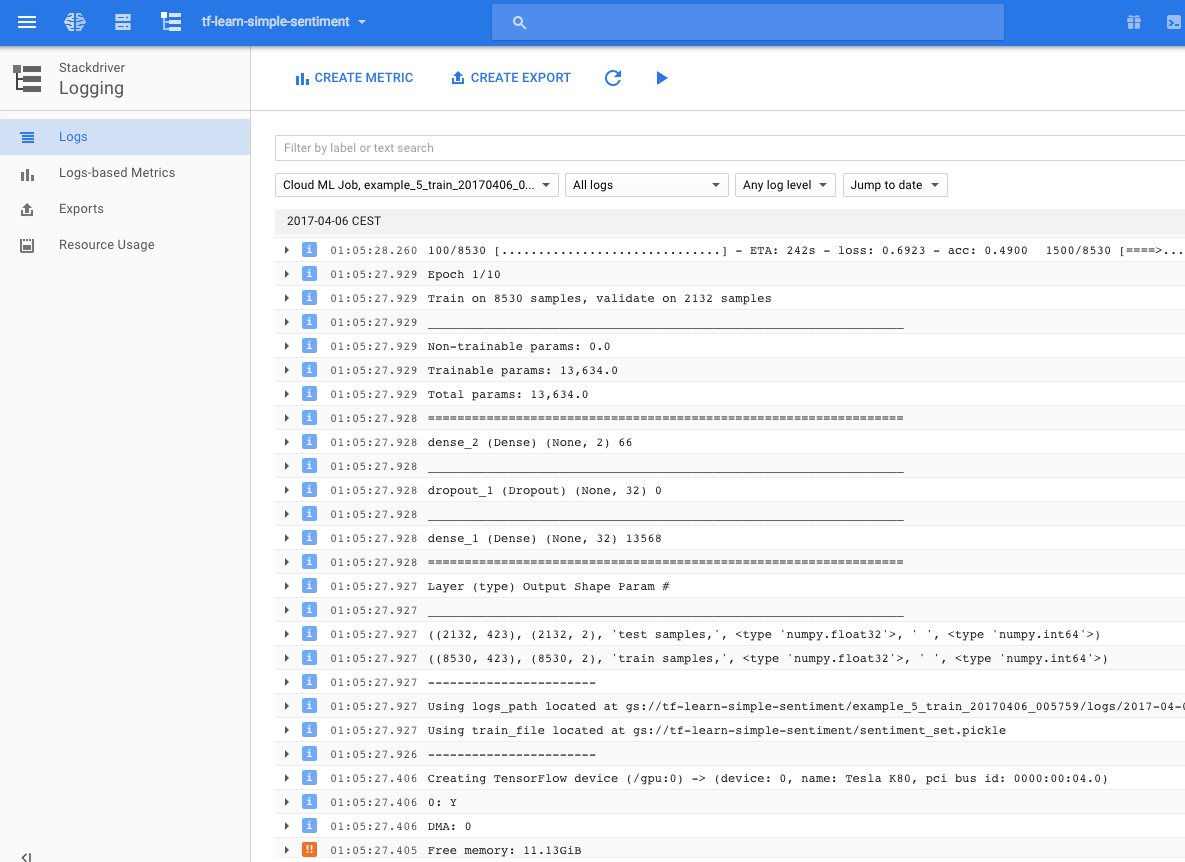 tf-learn-simple-sentiment
Stackdriver
Logging
CREATE METRIC
CREATE EXPORT
Logs
Logs-based Metrics
Exports
Resource Usage
Filter by label or text search
Cloud ML Job, example_5_train_20170406_0...
All logs
Any log level
Jump to date
2017-04-06 CEST
i 01:05:28.260 100/8530 [..............................] - ETA: 242s - loss: 0.6923 - acc: 0.4900 1500/8530 [====>...
i 01:05:27.929 Epoch 1/10
i 01:05:27.929 Train on 8530 samples, validate on 2132 samples
i 01:05:27.929 _________________________________________________________________
i 01:05:27.929 Non-trainable params: 0.0
i 01:05:27.929 Trainable params: 13,634.0
i 01:05:27.929 Total params: 13,634.0
i 01:05:27.928 =================================================================
i 01:05:27.928 dense_2 (Dense) (None, 2) 66
i 01:05:27.928 _________________________________________________________________
i 01:05:27.928 dropout_1 (Dropout) (None, 32) 0
i 01:05:27.928 _________________________________________________________________
i 01:05:27.928 dense_1 (Dense) (None, 32) 13568
i 01:05:27.928 =================================================================
i 01:05:27.927 Layer (type) Output Shape Param #
i 01:05:27.927 _________________________________________________________________
i 01:05:27.927 ((2132, 423), (2132, 2), 'test samples,', <type 'numpy.float32'>, ' ', <type 'numpy.int64'>)
i 01:05:27.927 ((8530, 423), (8530, 2), 'train samples,', <type 'numpy.float32'>, ' ', <type 'numpy.int64'>)
i 01:05:27.927 -----------------------
i 01:05:27.927 Using logs_path located at gs://tf-learn-simple-sentiment/example_5_train_20170406_005759/logs/2017-04-0
i 01:05:27.927 Using train_file located at gs://tf-learn-simple-sentiment/sentiment_set.pickle
i 01:05:27.926 -----------------------
i 01:05:27.406 Creating TensorFlow device (/gpu:0) -> (device: 0, name: Tesla K80, pci bus id: 0000:00:04.0)
i 01:05:27.406 0: Y
i 01:05:27.406 DMA: 0
!! 01:05:27.405 Free memory: 11.13GiB